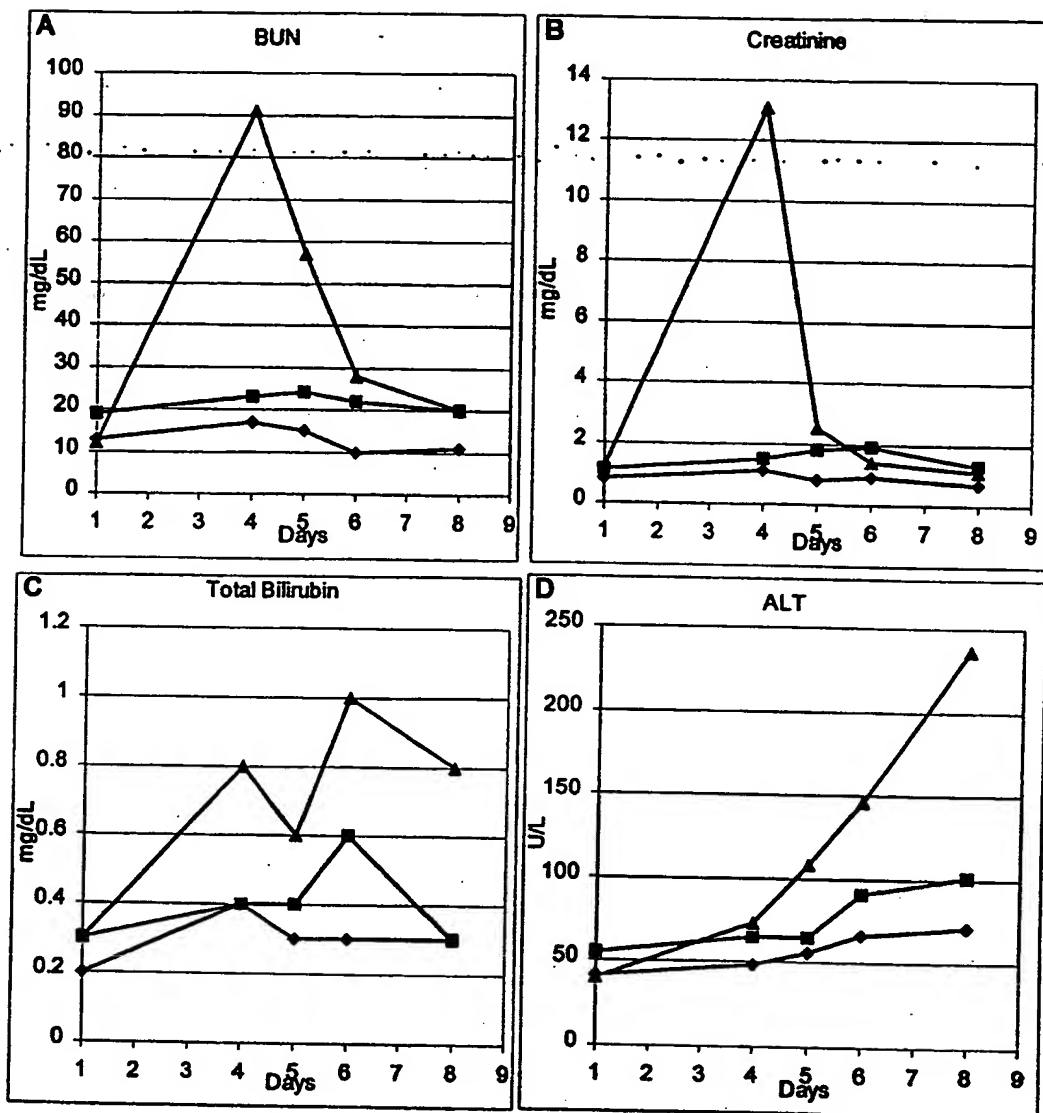 A
BUN
100
90
80
70
60
50
40
30
20
10
0
mg/dL
1 2 3 4 5 6 7 8 9
Days
B
Creatinine
14
12
10
8
6
4
2
0
mg/dL
1 2 3 4 5 6 7 8 9
Days
C
Total Bilirubin
1.2
1
0.8
0.6
0.4
0.2
0
mg/dL
1 2 3 4 5 6 7 8 9
Days
D
ALT
250
200
150
100
50
0
U/L
1 2 3 4 5 6 7 8 9
Days